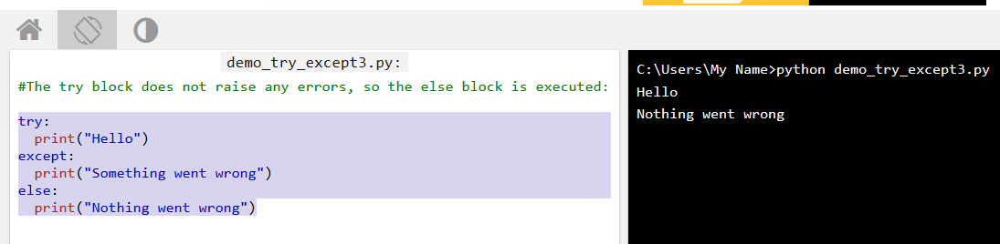 demo_try_except3.py:
#The try block does not raise any errors, so the else block is executed:
try:
  print("Hello")
except:
  print("Something went wrong")
else:
  print("Nothing went wrong")
C:\Users\My Name>python demo_try_except3.py
Hello
Nothing went wrong